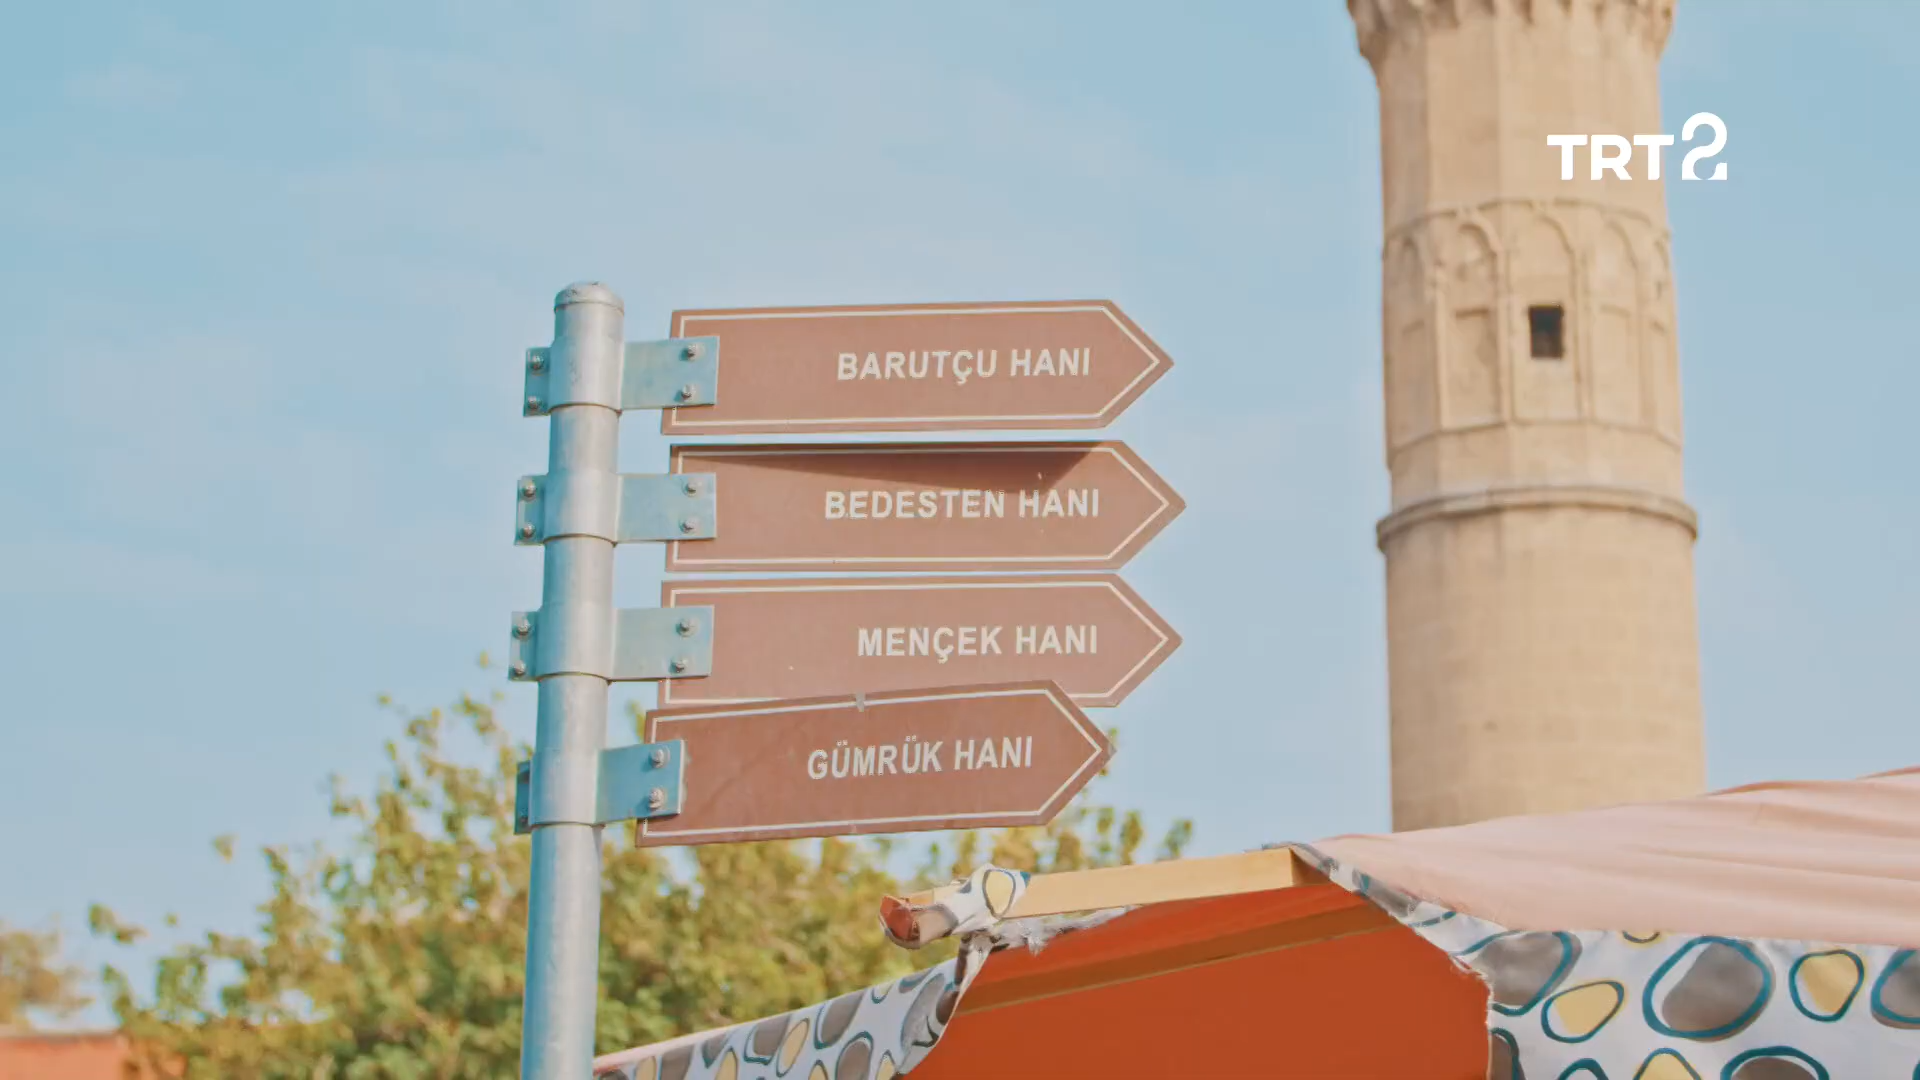 TRT2
BARUTÇU HANI
BEDESTEN HANI
MENÇEK HANI
GÜMRÜK HANI